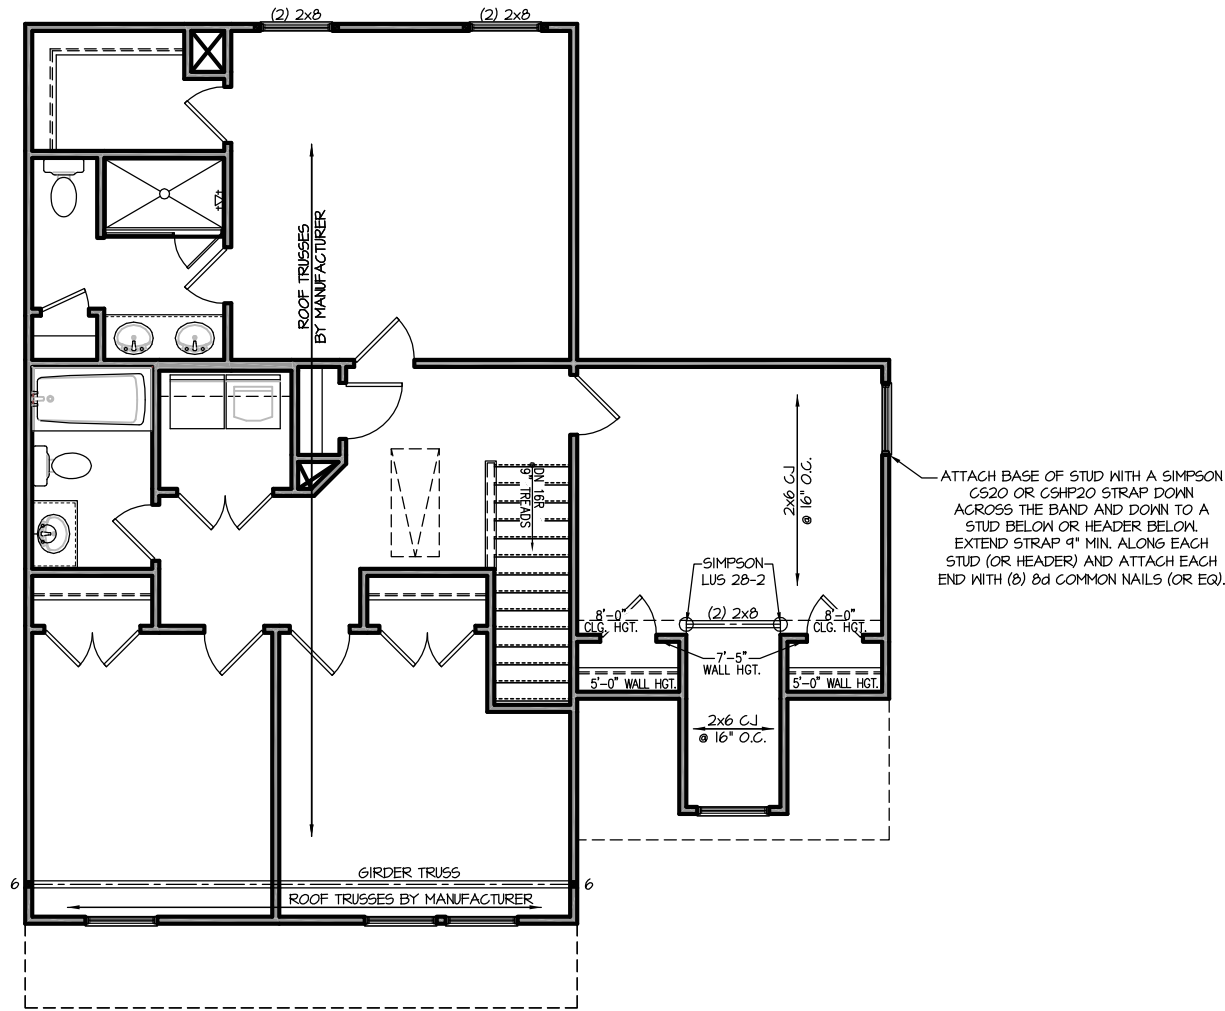 (2) 2x8
(2) 2x8
ROOF TRUSSES
BY MANUFACTURER
DN 16R
9" TREADS
2x6 CJ
@ 16" O.C.
ATTACH BASE OF STUD WITH A SIMPSON
CS20 OR CSHP20 STRAP DOWN
ACROSS THE BAND AND DOWN TO A
STUD BELOW OR HEADER BELOW.
EXTEND STRAP 9" MIN. ALONG EACH
STUD (OR HEADER) AND ATTACH EACH
END WITH (8) 8d COMMON NAILS (OR EQ).
SIMPSON
LUS 28-2
8'-0"
CLG. HGT.
(2) 2x8
8'-0"
CLG. HGT.
7'-5"
WALL HGT.
5'-0" WALL HGT.
5'-0" WALL HGT.
2x6 CJ
@ 16" O.C.
GIRDER TRUSS
6
6
ROOF TRUSSES BY MANUFACTURER